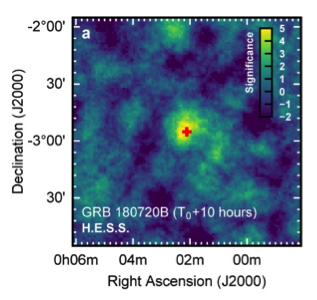 a
Significance
5
4
3
2
1
0
−1
−2
-2°00'
30'
-3°00'
30'
Declination (J2000)
GRB 180720B (T₀+10 hours)
H.E.S.S.
0h06m 04m 02m 00m
Right Ascension (J2000)